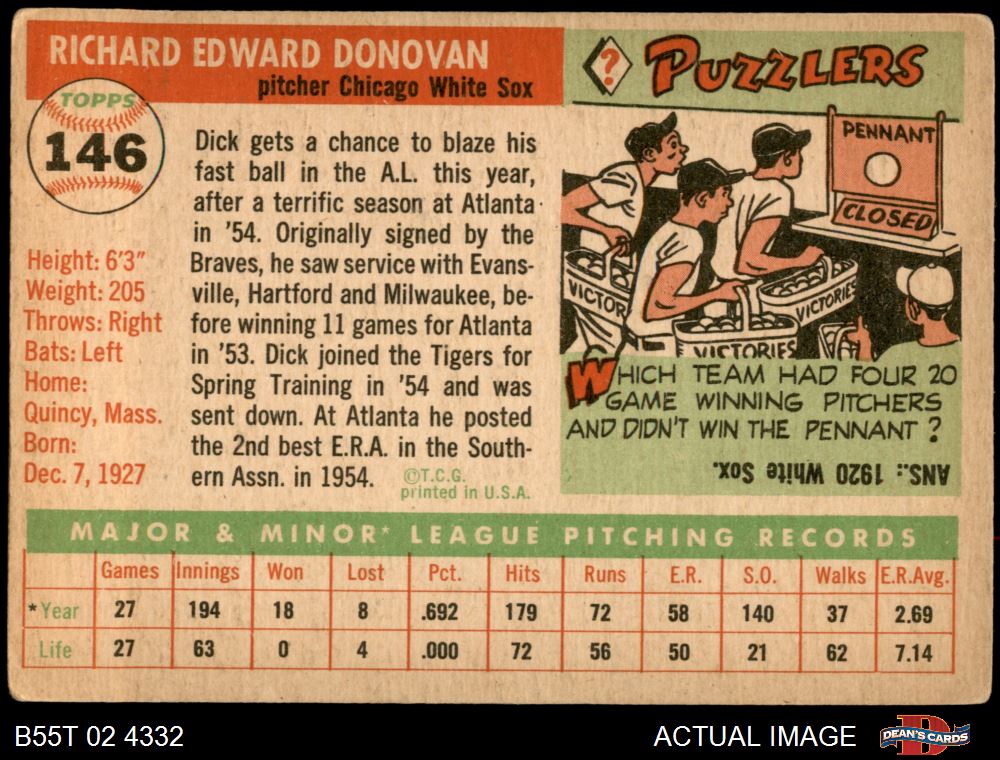 RICHARD EDWARD DONOVAN
pitcher Chicago White Sox
TOPPS
146
Height: 6'3"
Weight: 205
Throws: Right
Bats: Left
Home:
Quincy, Mass.
Born:
Dec. 7, 1927
Dick gets a chance to blaze his
fast ball in the A.L. this year,
after a terrific season at Atlanta
in '54. Originally signed by the
Braves, he saw service with Evans-
ville, Hartford and Milwaukee, be-
fore winning 11 games for Atlanta
in '53. Dick joined the Tigers for
Spring Training in '54 and was
sent down. At Atlanta he posted
the 2nd best E.R.A. in the South-
ern Assn. in 1954.
©T.C.G.
printed in U.S.A.
? PUZZLERS
PENNANT
CLOSED
VICTOR
VICTORIES
VICTORIES
WHICH TEAM HAD FOUR 20
GAME WINNING PITCHERS
AND DIDN'T WIN THE PENNANT ?
ANS.: 1920 White Sox.
MAJOR & MINOR* LEAGUE PITCHING RECORDS
Games Innings Won Lost Pct. Hits Runs E.R. S.O. Walks E.R.Avg.
*Year 27 194 18 8 .692 179 72 58 140 37 2.69
Life 27 63 0 4 .000 72 56 50 21 62 7.14
B55T 02 4332
ACTUAL IMAGE
D
DEAN'S CARDS